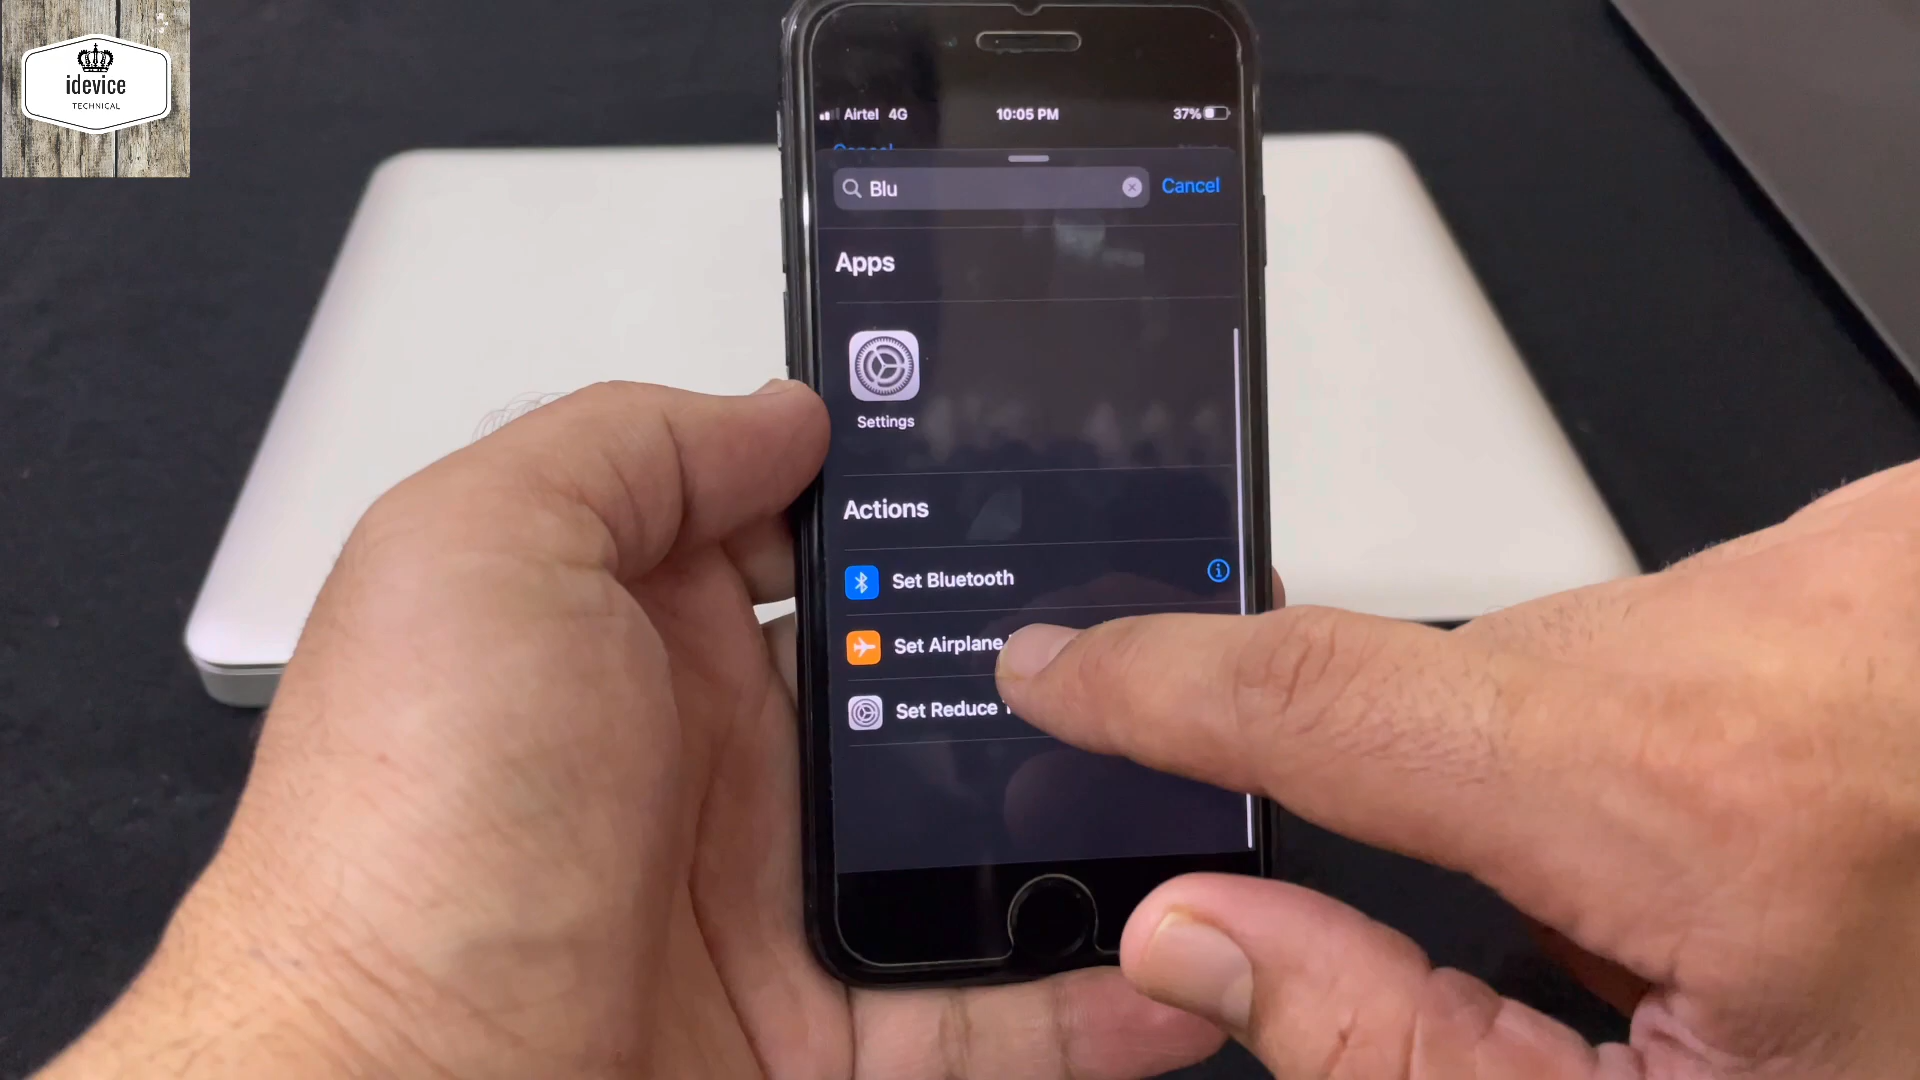 idevice
TECHNICAL
Airtel 4G 10:05 PM 37%
Cancel
Blu
Cancel
Apps
Settings
Actions
Set Bluetooth
Set Airplane
Set Reduce